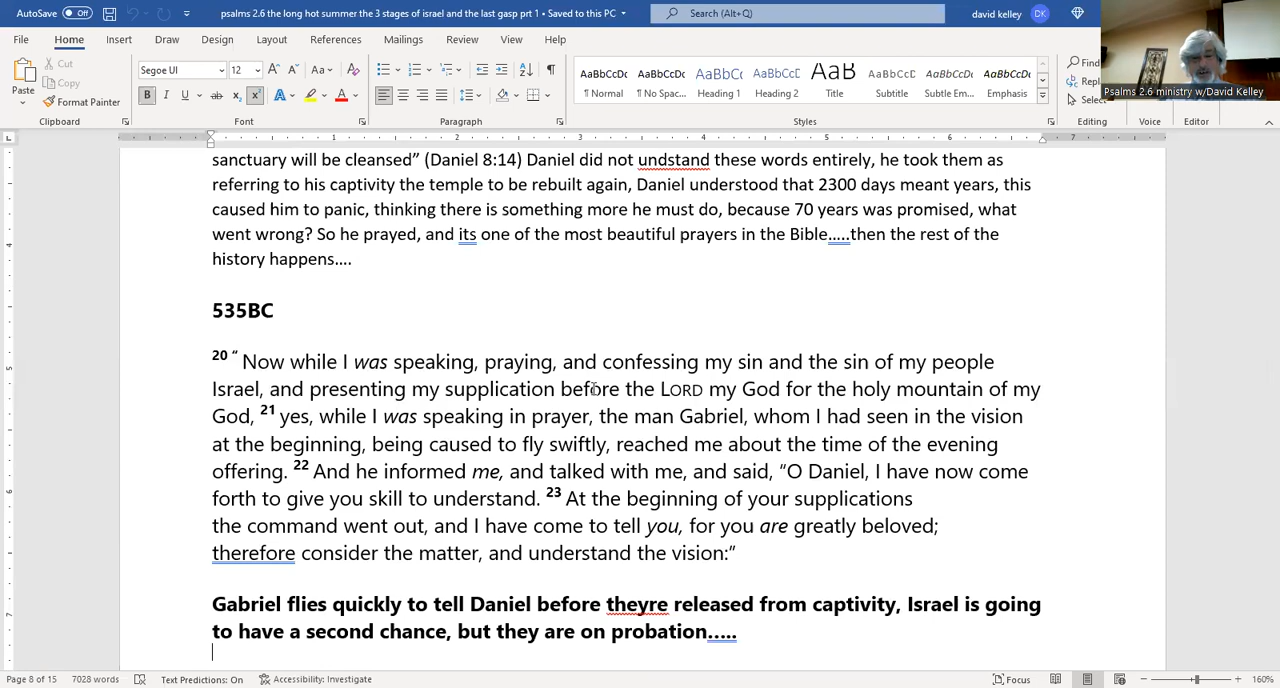 AutoSave Off psalms 2.6 the long hot summer the 3 stages of israel and the last gasp prt 1 • Saved to this PC Search (Alt+Q) david kelley DK
File Home Insert Draw Design Layout References Mailings Review View Help
Paste Cut Copy Format Painter
Segoe UI 12
AaBbCcDc AaBbCcDc AaBbCc AaBbCcD AaB AaBbCcD AaBbCcDc AaBbCcDc
¶ Normal ¶ No Spac... Heading 1 Heading 2 Title Subtitle Subtle Em... Emphasis
Find
Repl
Select
Psalms 2.6 ministry w/David Kelley
Clipboard Font Paragraph Styles Editing Voice Editor
sanctuary will be cleansed” (Daniel 8:14) Daniel did not undstand these words entirely, he took them as
referring to his captivity the temple to be rebuilt again, Daniel understood that 2300 days meant years, this
caused him to panic, thinking there is something more he must do, because 70 years was promised, what
went wrong? So he prayed, and its one of the most beautiful prayers in the Bible…..then the rest of the
history happens….
535BC
20 “ Now while I was speaking, praying, and confessing my sin and the sin of my people
Israel, and presenting my supplication before the LORD my God for the holy mountain of my
God, 21 yes, while I was speaking in prayer, the man Gabriel, whom I had seen in the vision
at the beginning, being caused to fly swiftly, reached me about the time of the evening
offering. 22 And he informed me, and talked with me, and said, “O Daniel, I have now come
forth to give you skill to understand. 23 At the beginning of your supplications
the command went out, and I have come to tell you, for you are greatly beloved;
therefore consider the matter, and understand the vision:”
Gabriel flies quickly to tell Daniel before theyre released from captivity, Israel is going
to have a second chance, but they are on probation…..
Page 8 of 15 7028 words Text Predictions: On Accessibility: Investigate Focus 160%